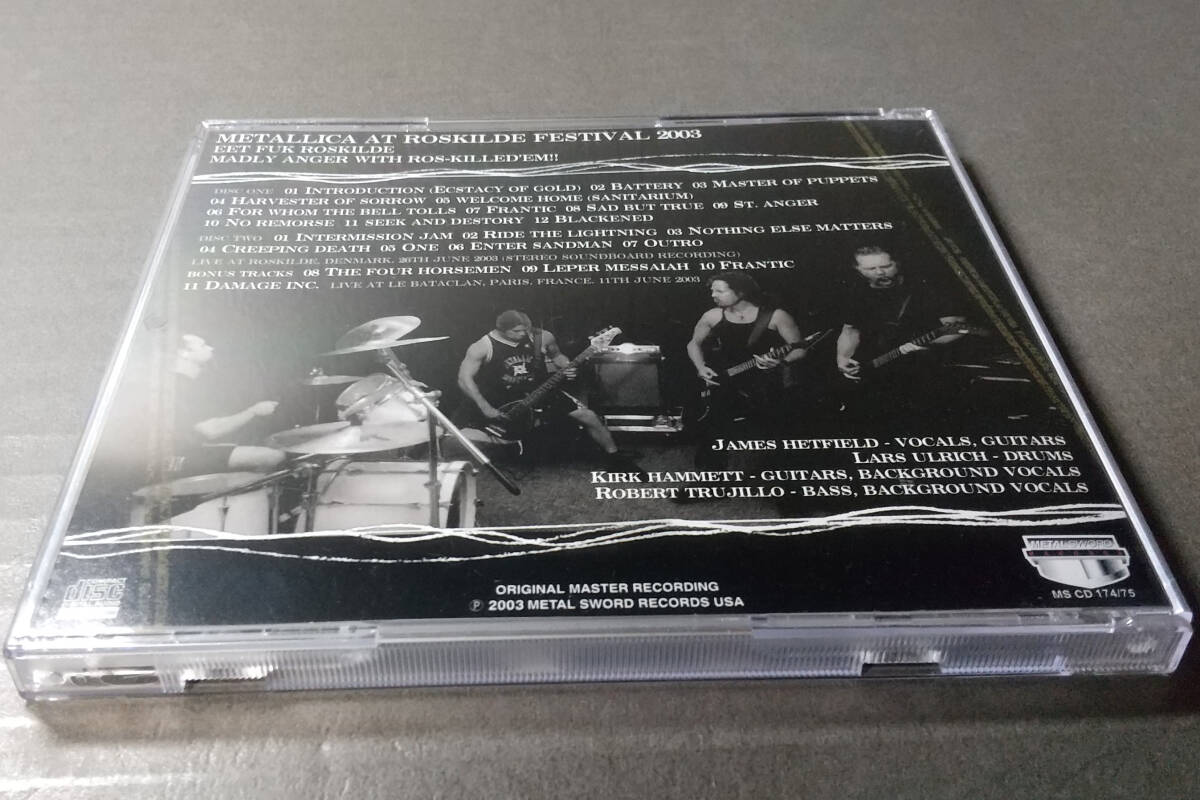 METALLICA AT ROSKILDE FESTIVAL 2003
EET FUK ROSKILDE
MADLY ANGER WITH ROS-KILLED'EM!!
DISC ONE 01 INTRODUCTION (ECSTACY OF GOLD) 02 BATTERY 03 MASTER OF PUPPETS
04 HARVESTER OF SORROW 05 WELCOME HOME (SANITARIUM)
06 FOR WHOM THE BELL TOLLS 07 FRANTIC 08 SAD BUT TRUE 09 ST. ANGER
10 NO REMORSE 11 SEEK AND DESTORY 12 BLACKENED
DISC TWO 01 INTERMISSION JAM 02 RIDE THE LIGHTNING 03 NOTHING ELSE MATTERS
04 CREEPING DEATH 05 ONE 06 ENTER SANDMAN 07 OUTRO
LIVE AT ROSKILDE, DENMARK, 26TH JUNE 2003 (STEREO SOUNDBOARD RECORDING)
BONUS TRACKS 08 THE FOUR HORSEMEN 09 LEPER MESSAIAH 10 FRANTIC
11 DAMAGE INC. LIVE AT LE BATACLAN, PARIS, FRANCE, 11TH JUNE 2003
JAMES HETFIELD - VOCALS, GUITARS
LARS ULRICH - DRUMS
KIRK HAMMETT - GUITARS, BACKGROUND VOCALS
ROBERT TRUJILLO - BASS, BACKGROUND VOCALS
METAL SWORD
COMPACT
disc
ORIGINAL MASTER RECORDING
℗ 2003 METAL SWORD RECORDS USA
MS CD 174/75